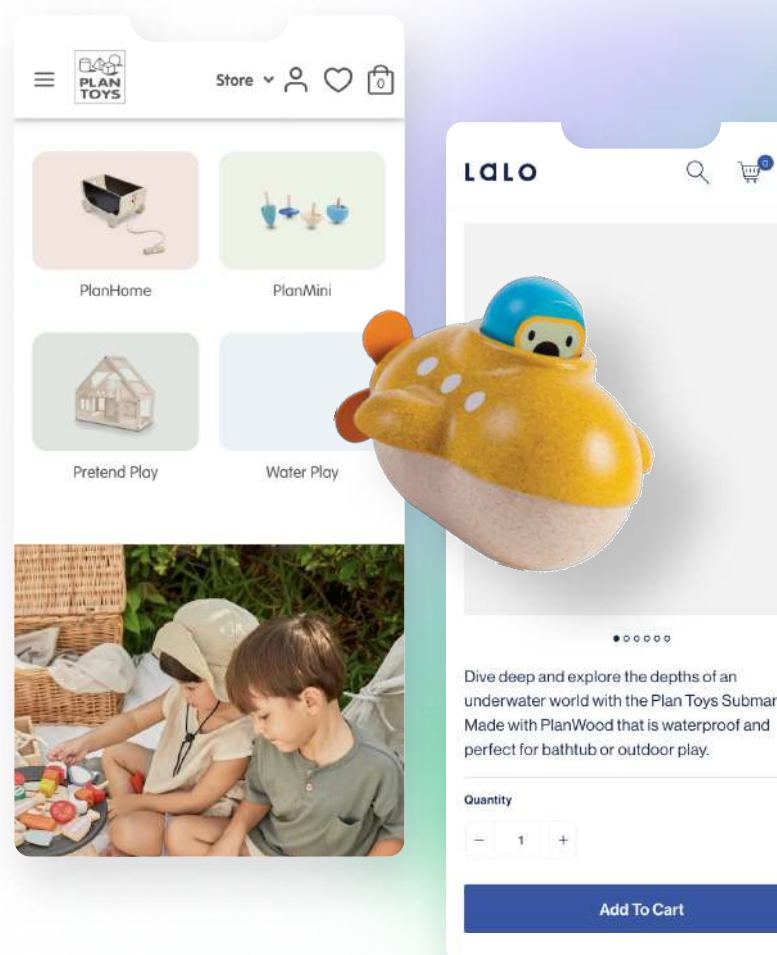 PLAN
TOYS
Store
0
PlanHome
PlanMini
Pretend Play
Water Play
LaLO
0
Dive deep and explore the depths of an
underwater world with the Plan Toys Submar
Made with PlanWood that is waterproof and
perfect for bathtub or outdoor play.
Quantity
− 1 +
Add To Cart